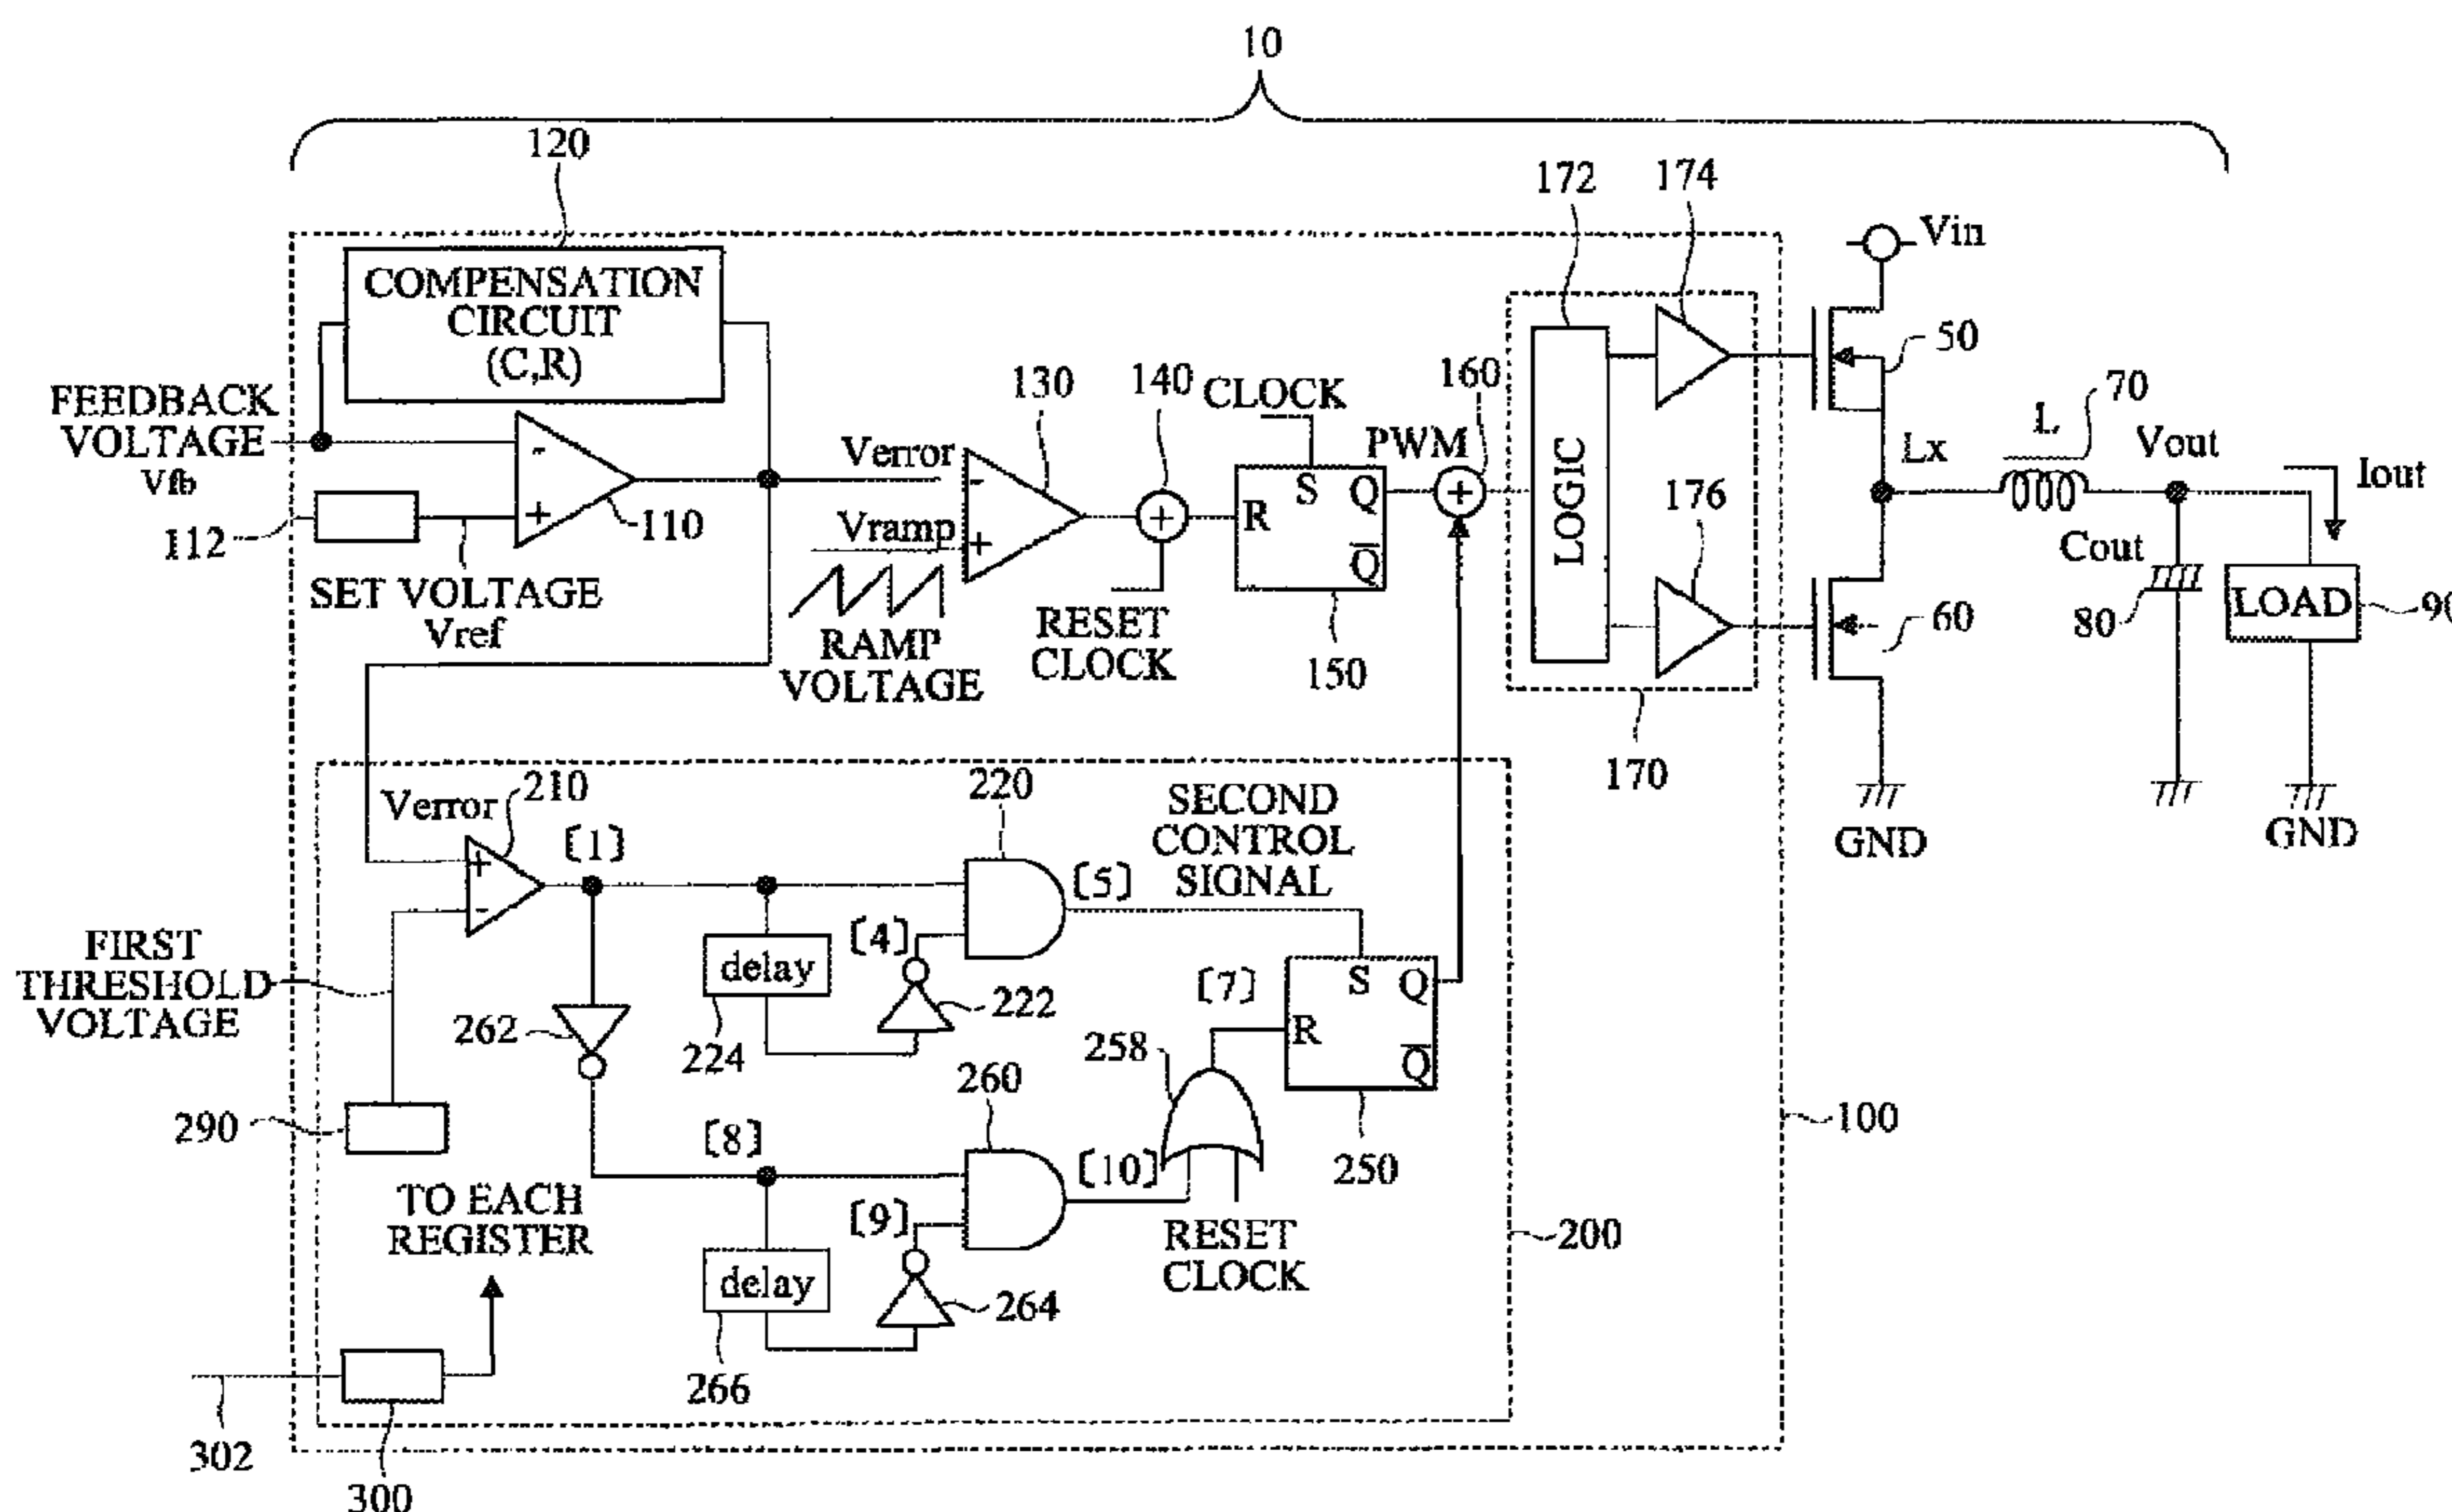 10
120
172
174
Vin
COMPENSATION
CIRCUIT
(C,R)
50
FEEDBACK
VOLTAGE
Vfb
130
140
CLOCK
160
70
L
Verror
PWM
Lx
Vout
Iout
-
-
S
Q
+
LOGIC
112
+
110
Vramp
+
+
R
176
Cout
SET VOLTAGE
Vref
Q
LOAD
90
RAMP
VOLTAGE
RESET
CLOCK
150
60
80
170
210
Verror
220
SECOND
CONTROL
SIGNAL
GND
GND
[1]
+
-
[5]
FIRST
THRESHOLD
VOLTAGE
delay
[4]
[7]
S
Q
262
224
222
258
R
Q
260
290
[8]
[10]
250
100
TO EACH
REGISTER
[9]
RESET
CLOCK
200
delay
264
266
302
300